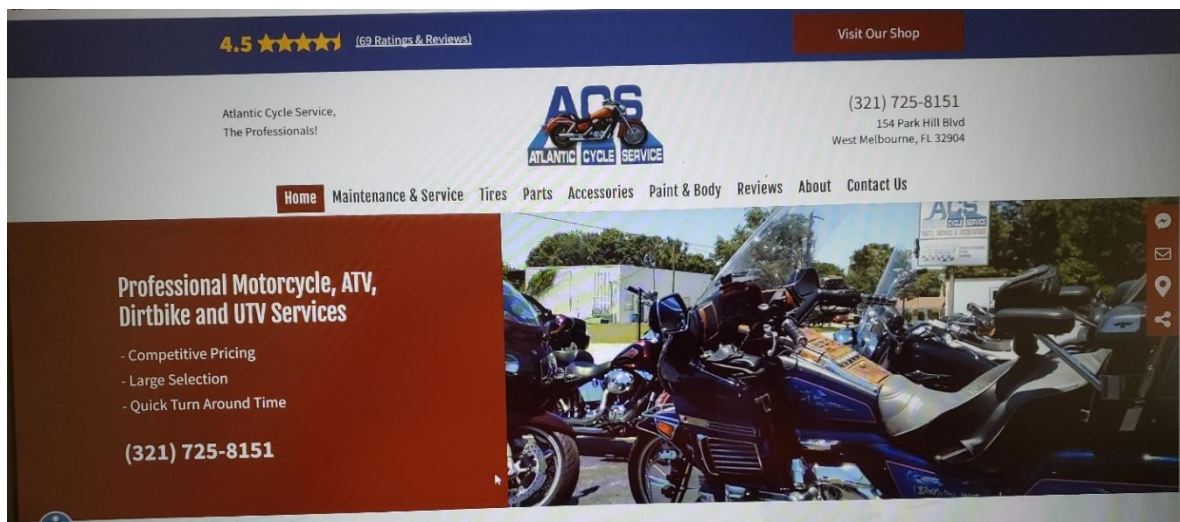 4.5
(69 Ratings & Reviews)
Visit Our Shop
Atlantic Cycle Service,
The Professionals!
ACS
ATLANTIC CYCLE SERVICE
(321) 725-8151
154 Park Hill Blvd
West Melbourne, FL 32904
Home Maintenance & Service Tires Parts Accessories Paint & Body Reviews About Contact Us
Professional Motorcycle, ATV,
Dirtbike and UTV Services
- Competitive Pricing
- Large Selection
- Quick Turn Around Time
(321) 725-8151
ACS